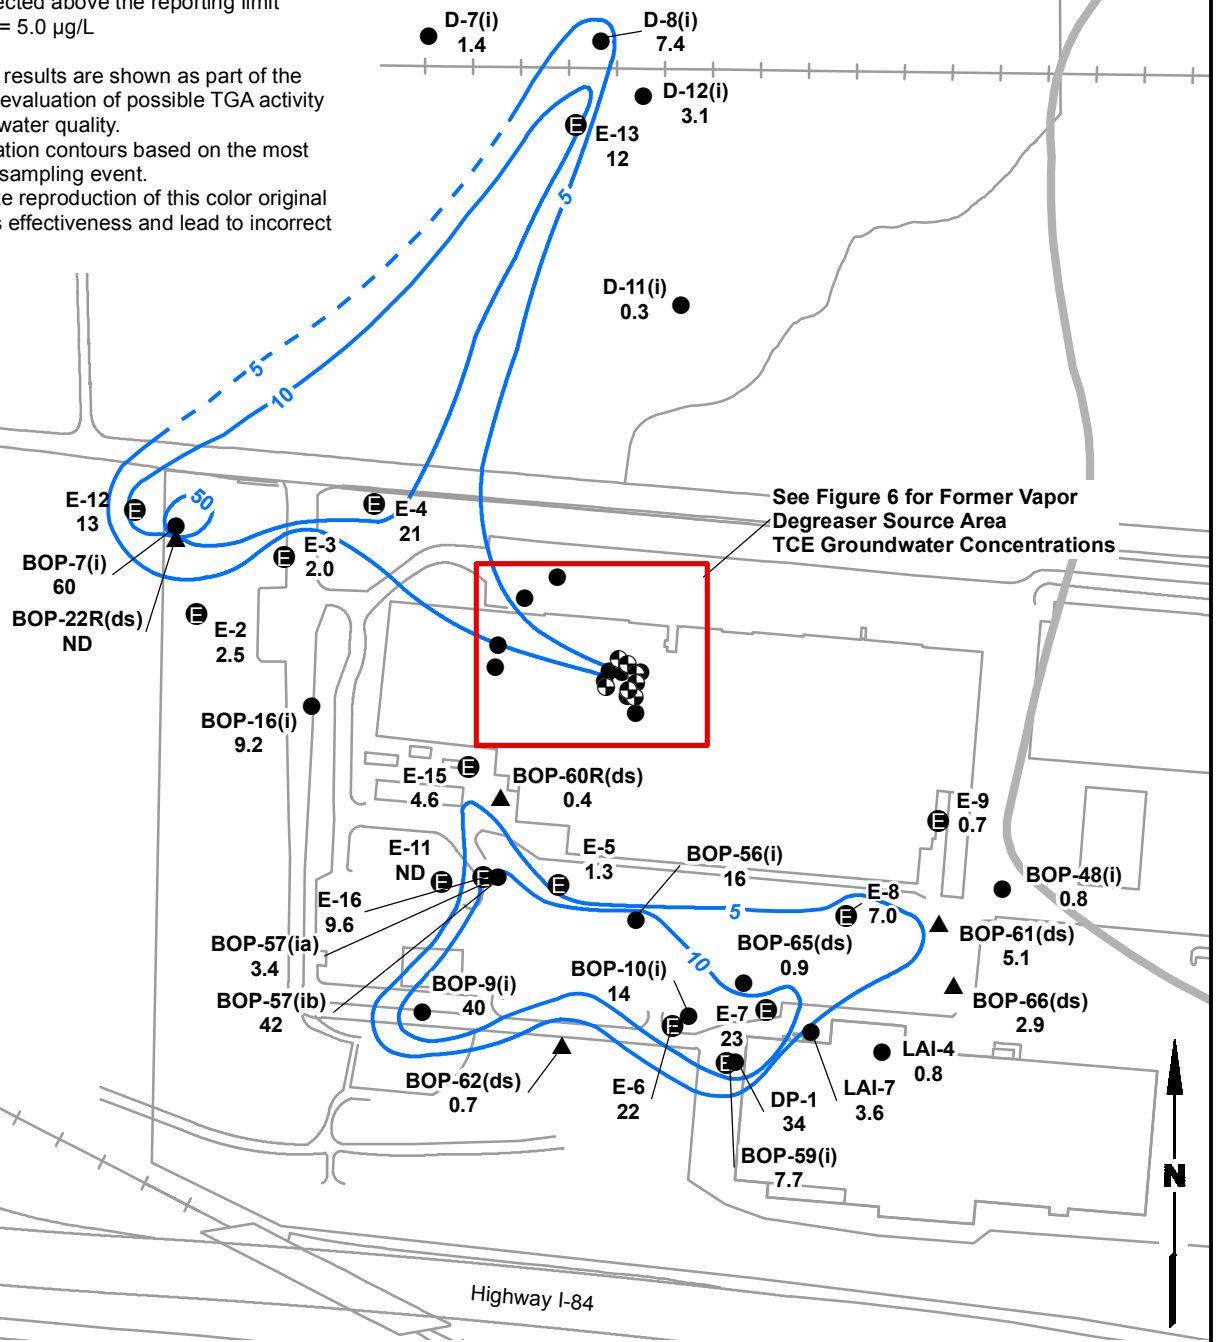 ected above the reporting limit
= 5.0 µg/L
results are shown as part of the
evaluation of possible TGA activity
water quality.
ation contours based on the most
sampling event.
te reproduction of this color original
s effectiveness and lead to incorrect
D-7(i)
1.4
D-8(i)
7.4
D-12(i)
3.1
E
E-13
12
5
D-11(i)
0.3
5
10
E-12
13
E
50
E
E-4
21
See Figure 6 for Former Vapor
Degreaser Source Area
TCE Groundwater Concentrations
BOP-7(i)
60
E
E-3
2.0
BOP-22R(ds)
ND
E
E-2
2.5
BOP-16(i)
9.2
E-15
4.6
E
BOP-60R(ds)
0.4
E
E-9
0.7
E-11
ND
E
E
E-5
1.3
E
BOP-56(i)
16
BOP-48(i)
0.8
E-16
9.6
5
E
E-8
7.0
BOP-57(ia)
3.4
10
BOP-65(ds)
0.9
BOP-61(ds)
5.1
BOP-57(ib)
42
BOP-9(i)
40
BOP-10(i)
14
BOP-66(ds)
2.9
E
E-7
23
E
E
LAI-4
0.8
BOP-62(ds)
0.7
E-6
22
DP-1
34
LAI-7
3.6
BOP-59(i)
7.7
N
Highway I-84